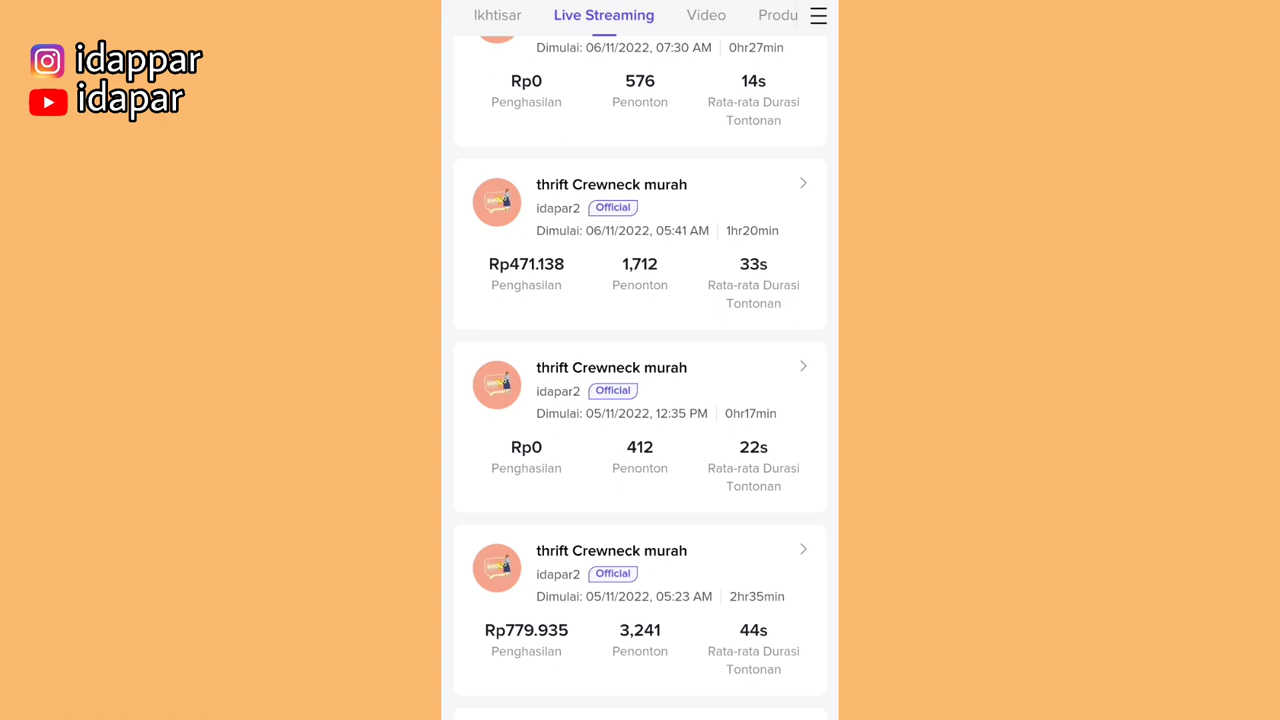 idappar
idapar
Ikhtisar Live Streaming Video Produ
Dimulai: 06/11/2022, 07:30 AM 0hr27min
Rp0 576 14s
Penghasilan Penonton Rata-rata Durasi
Tontonan
thrift Crewneck murah
idapar2 Official
Dimulai: 06/11/2022, 05:41 AM 1hr20min
Rp471.138 1,712 33s
Penghasilan Penonton Rata-rata Durasi
Tontonan
thrift Crewneck murah
idapar2 Official
Dimulai: 05/11/2022, 12:35 PM 0hr17min
Rp0 412 22s
Penghasilan Penonton Rata-rata Durasi
Tontonan
thrift Crewneck murah
idapar2 Official
Dimulai: 05/11/2022, 05:23 AM 2hr35min
Rp779.935 3,241 44s
Penghasilan Penonton Rata-rata Durasi
Tontonan